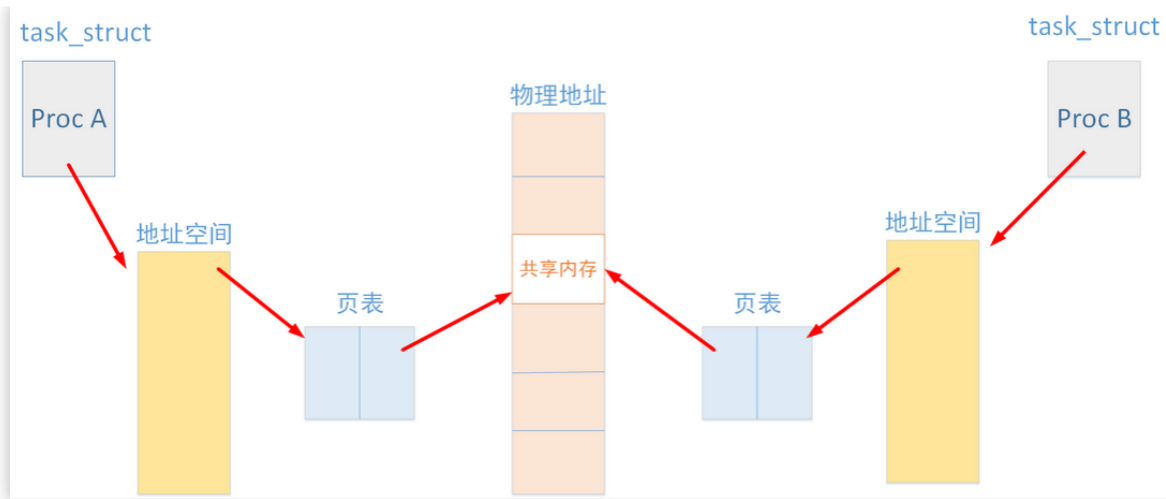 task_struct
task_struct
Proc A
物理地址
Proc B
地址空间
地址空间
共享内存
页表
页表